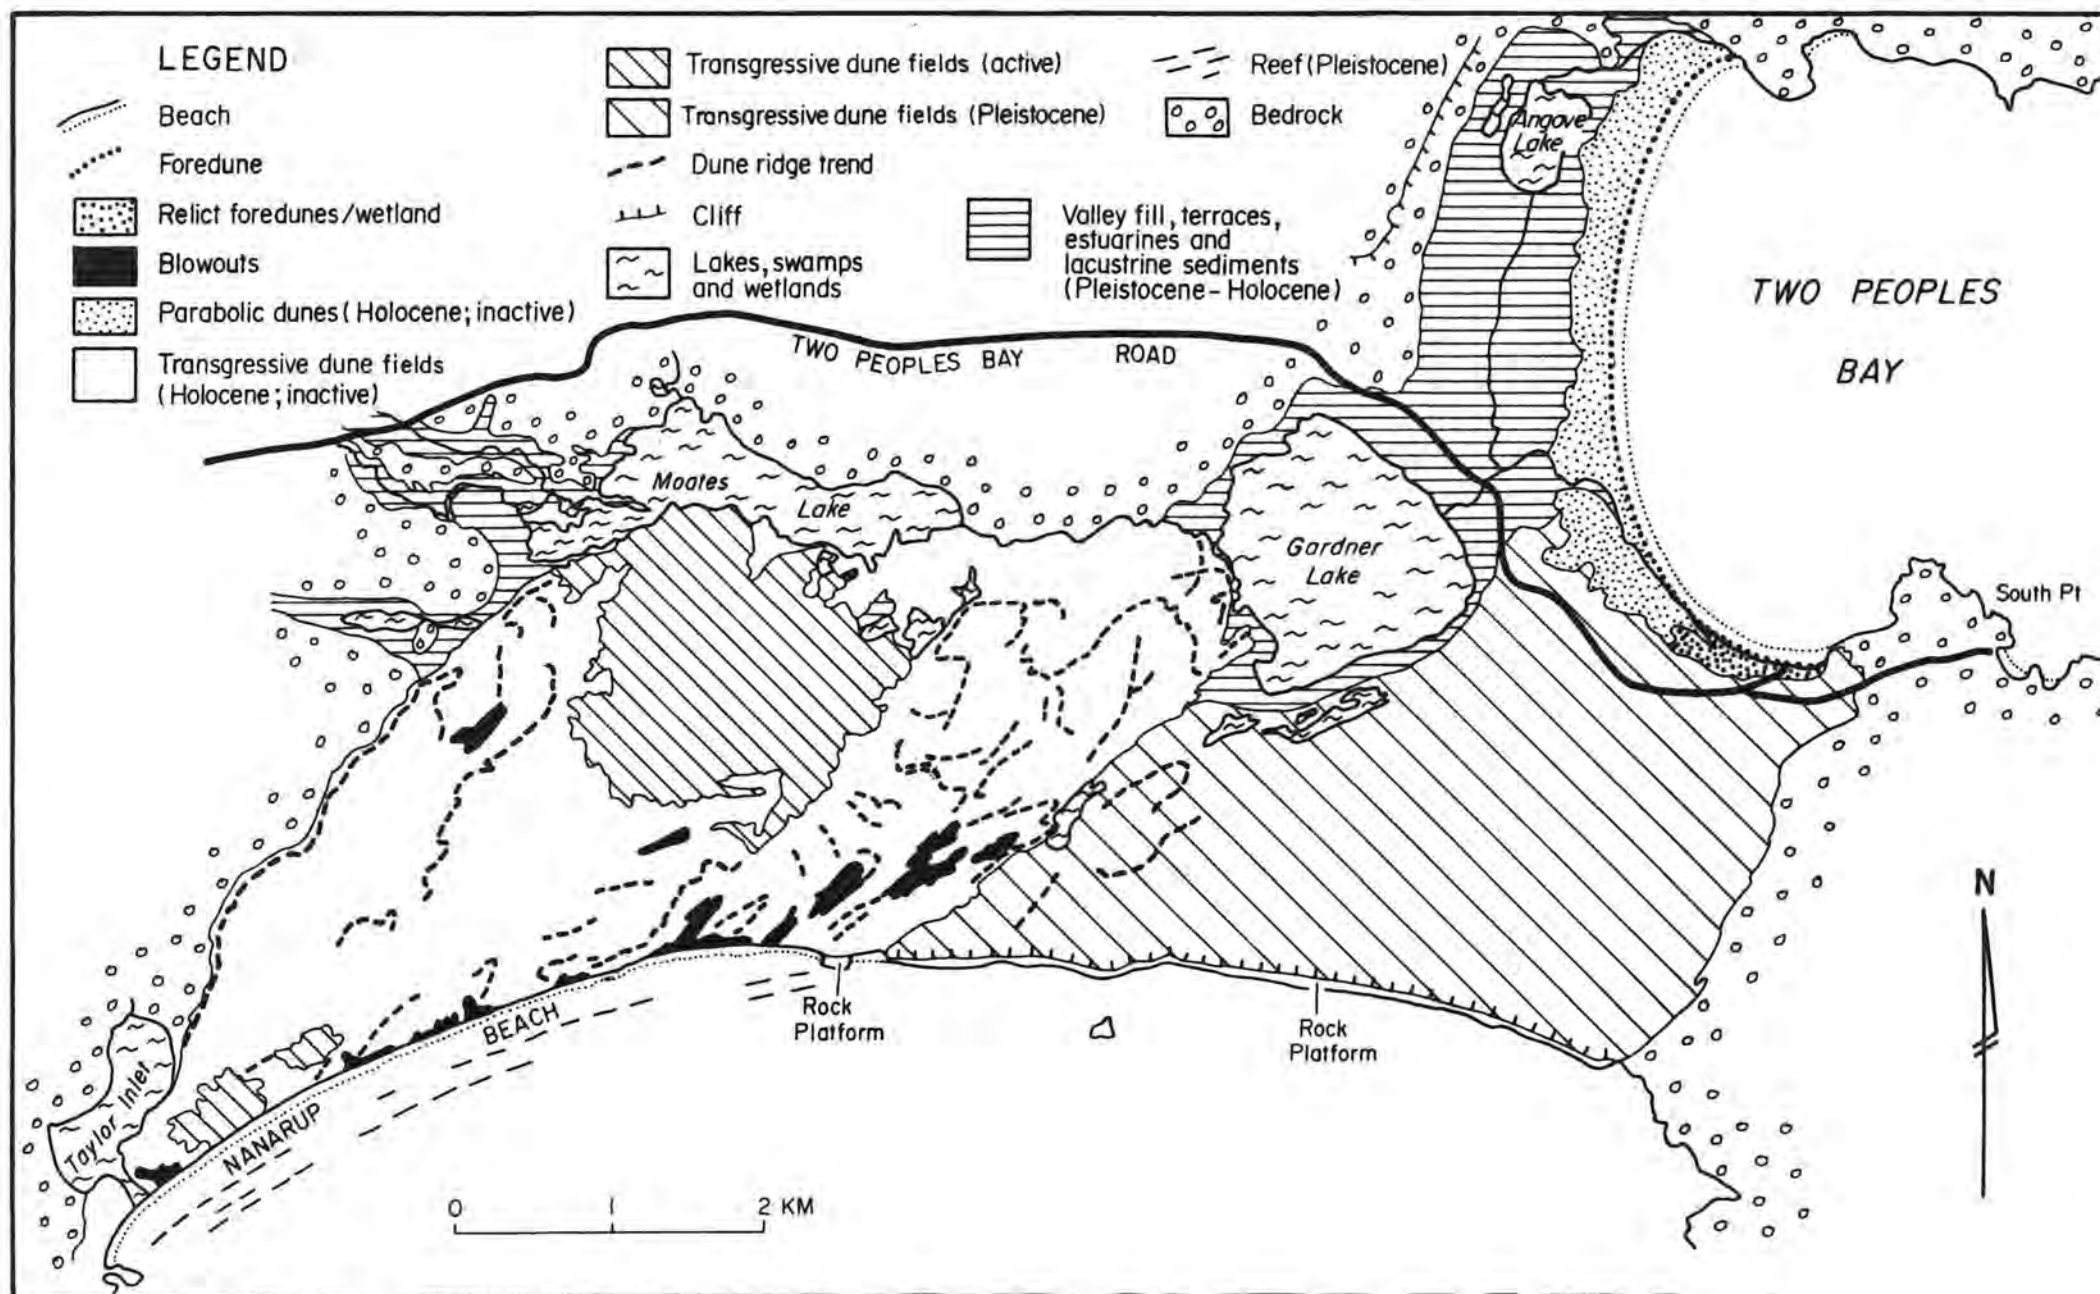 LEGEND
Beach
Foredune
Relict foredunes/wetland
Blowouts
Parabolic dunes (Holocene; inactive)
Transgressive dune fields
(Holocene; inactive)
Transgressive dune fields (active)
Transgressive dune fields (Pleistocene)
Dune ridge trend
Cliff
Lakes, swamps
and wetlands
Reef (Pleistocene)
Bedrock
Valley fill, terraces,
estuarines and
lacustrine sediments
(Pleistocene-Holocene)
Angove
Lake
TWO PEOPLES
BAY
TWO PEOPLES BAY ROAD
Moates
Lake
Gardner
Lake
South Pt
N
Rock
Platform
Rock
Platform
Taylor Inlet
NANARUP BEACH
0 1 2 KM